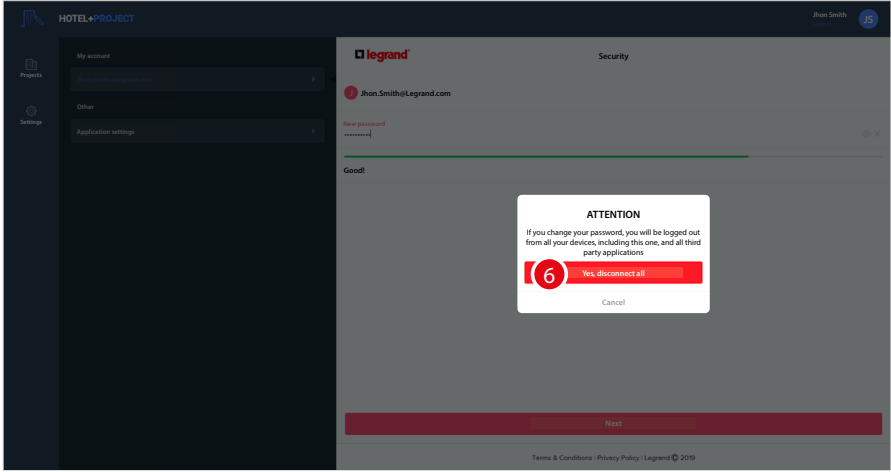 HOTEL+PROJECT
Jhon Smith
JS
Projects
Settings
My account
Other
Application settings
legrand
Security
J
Jhon.Smith@Legrand.com
New password
Good!
ATTENTION
If you change your password, you will be logged out
from all your devices, including this one, and all third
party applications
6
Yes, disconnect all
Cancel
Next
Terms & Conditions | Privacy Policy | Legrand © 2019